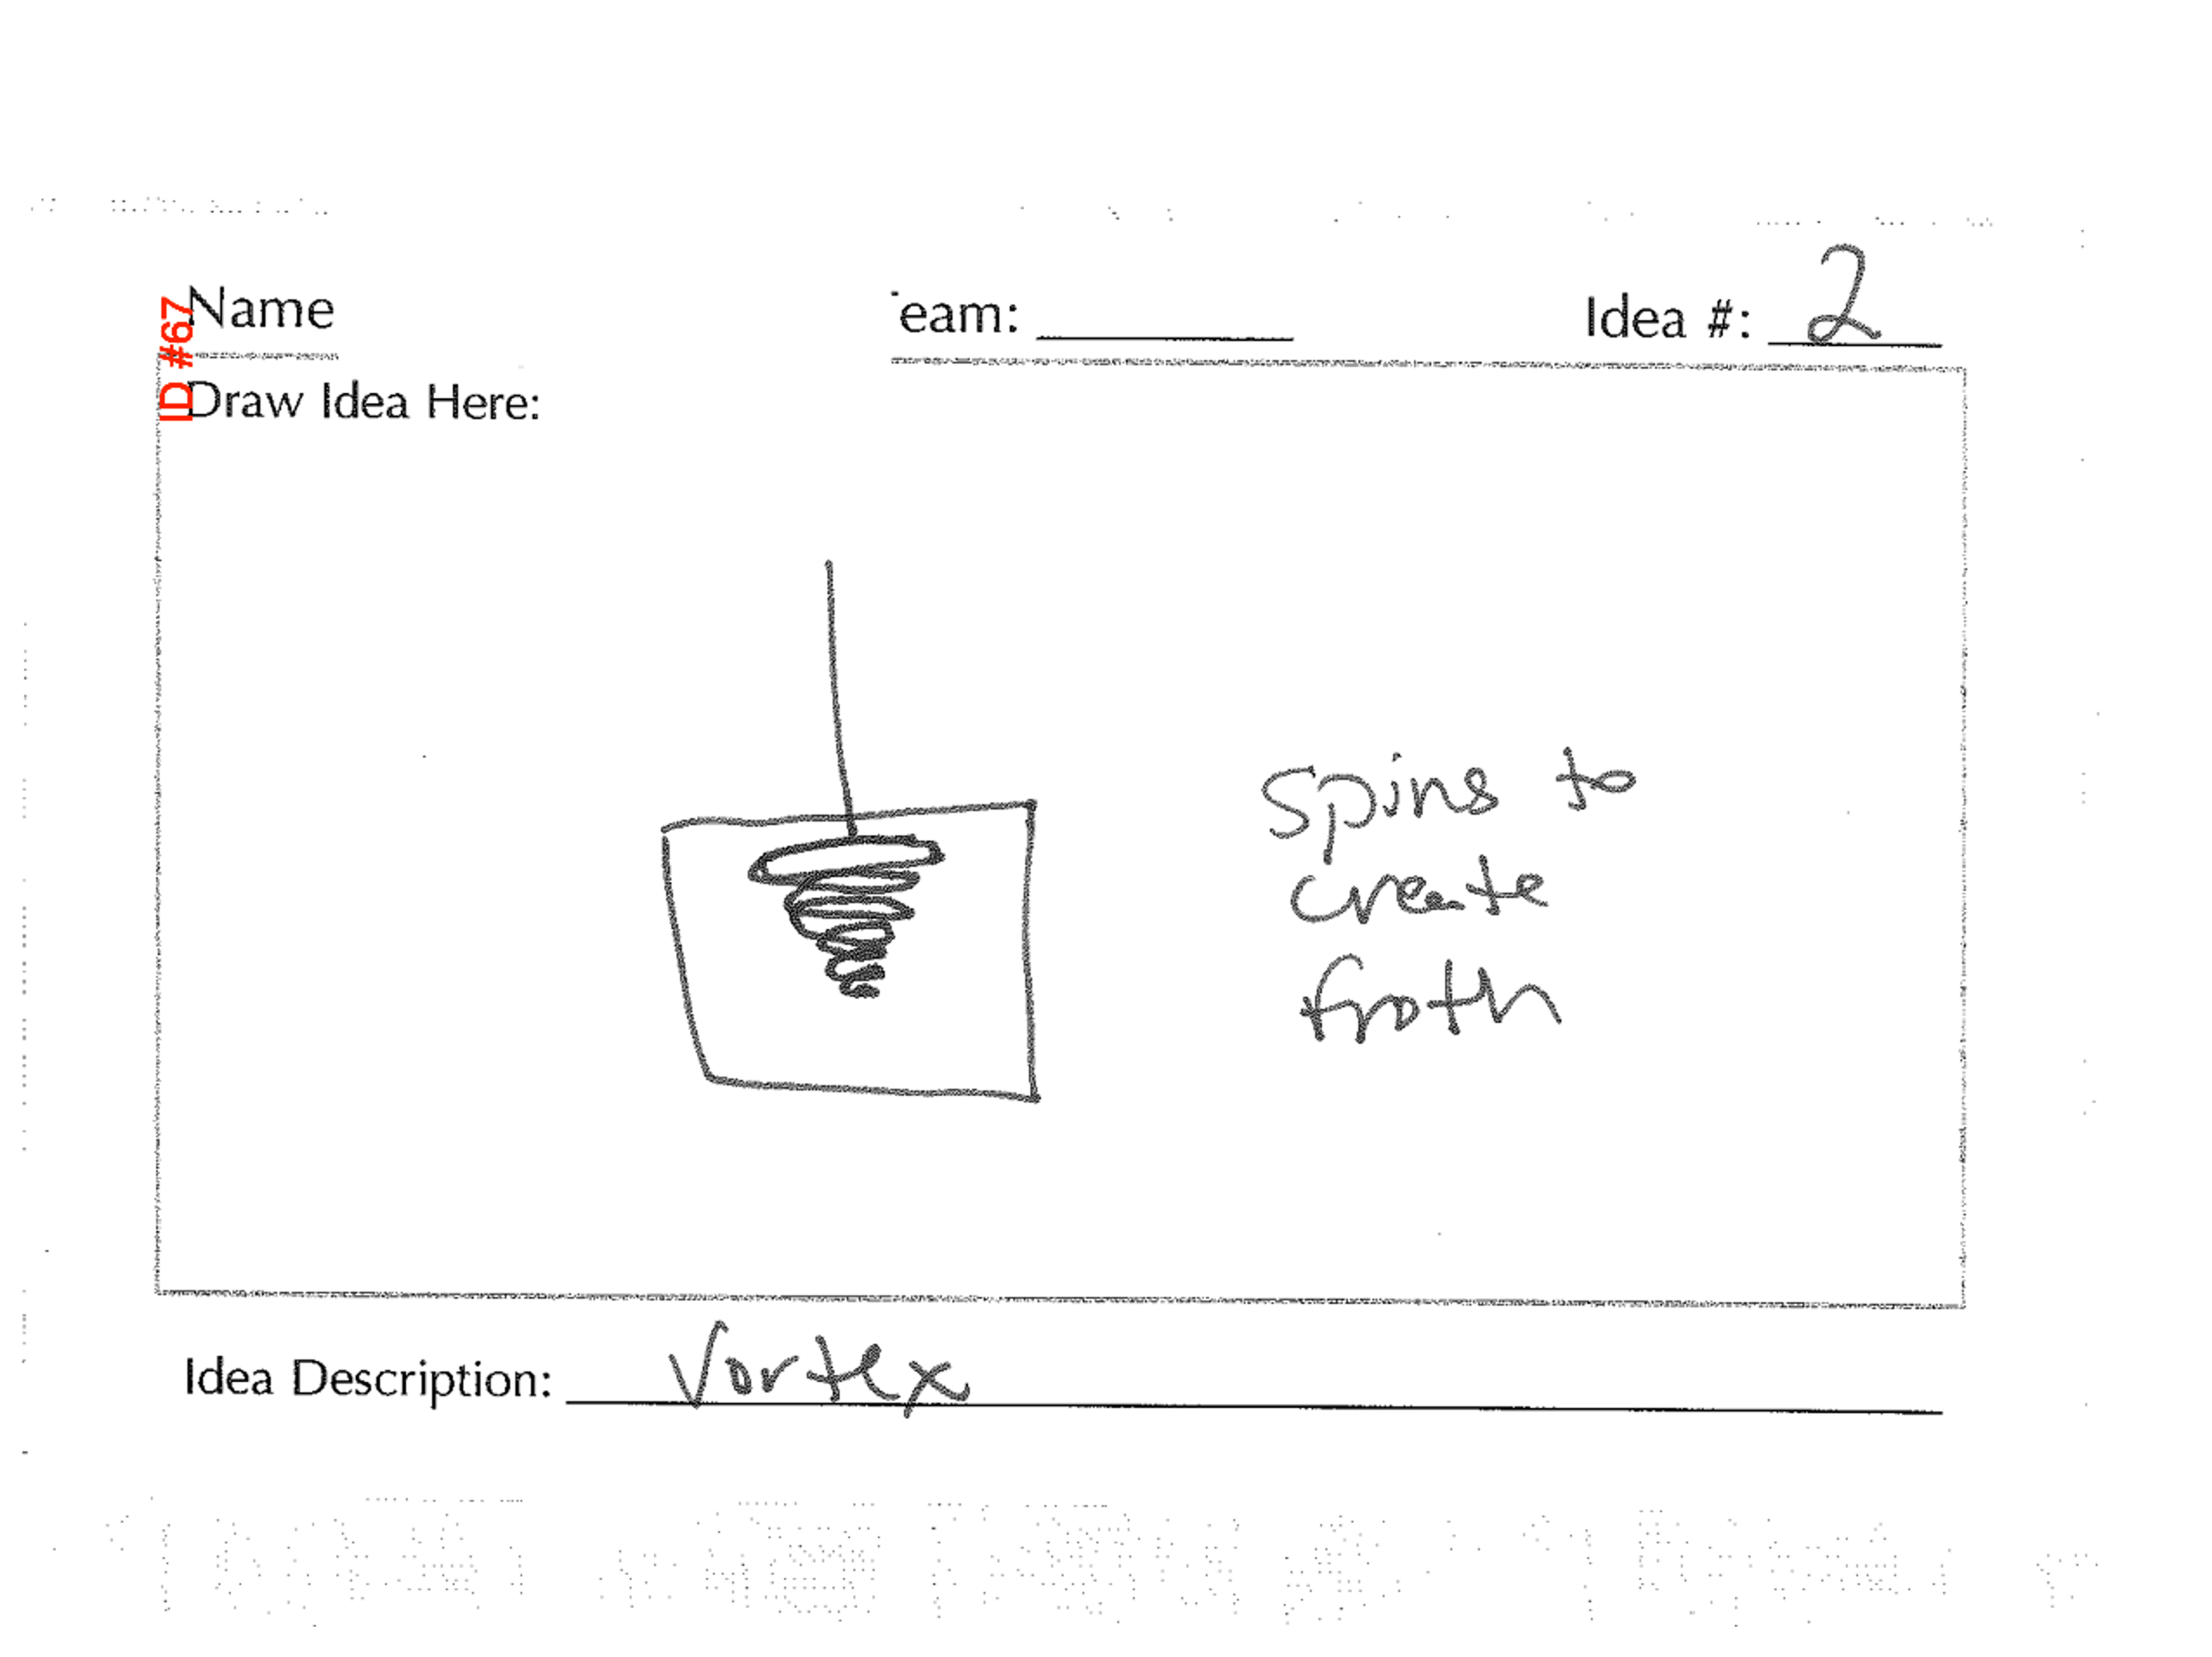 ID #67
Name
eam:
Idea #: 2
Draw Idea Here:
spins to
create
froth
Idea Description: Vortex